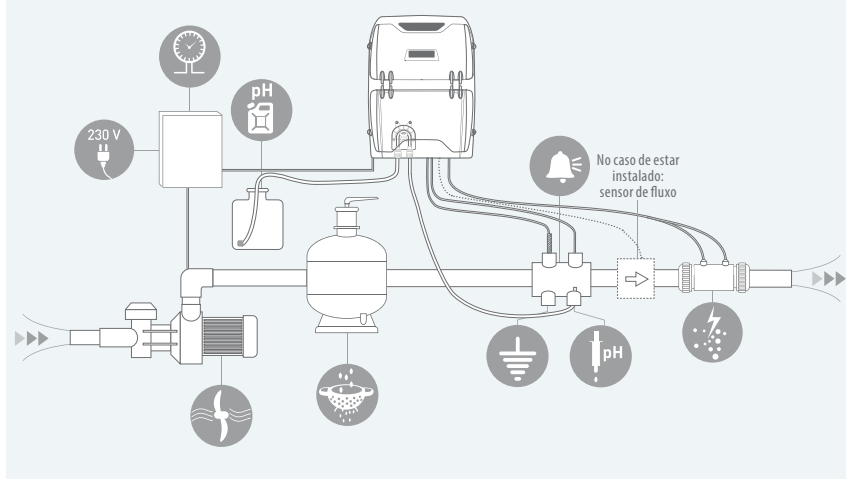 pH
230 V
No caso de estar
instalado:
sensor de fluxo
pH